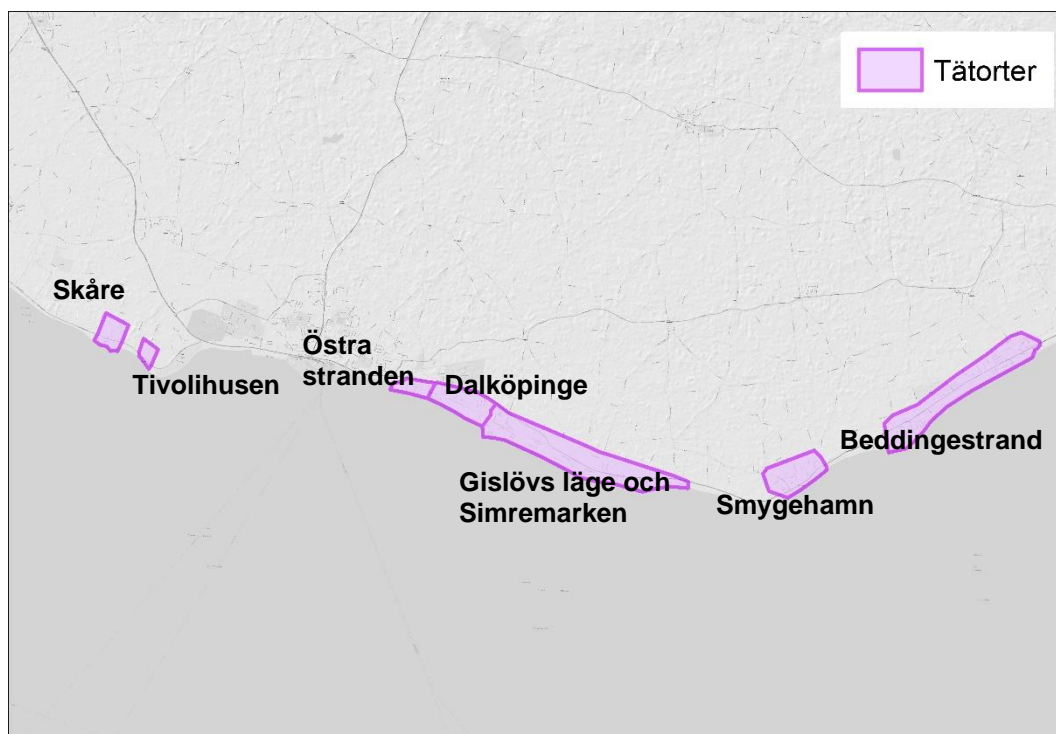 Tätorter
Skåre
Tivolihusen
Östra
stranden
Dalköpinge
Gislövs läge och
Simremarken
Smygehamn
Beddingestrand